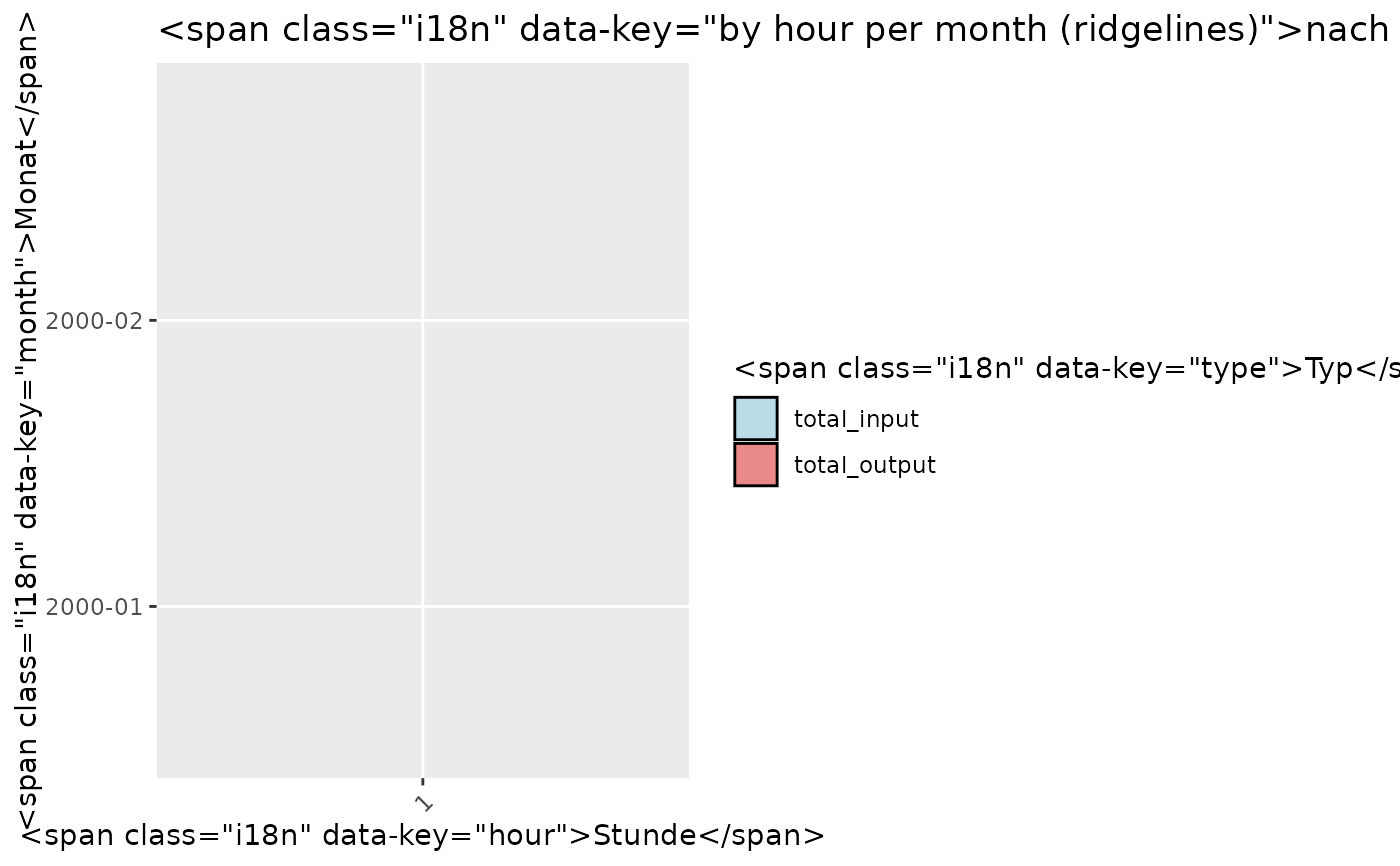 <span class="i18n" data-key="by hour per month (ridgelines)">nach
<span class="i18n" data-key="month">Monat</span>
2000-02
2000-01
1
<span class="i18n" data-key="hour">Stunde</span>
<span class="i18n" data-key="type">Typ</s
total_input
total_output